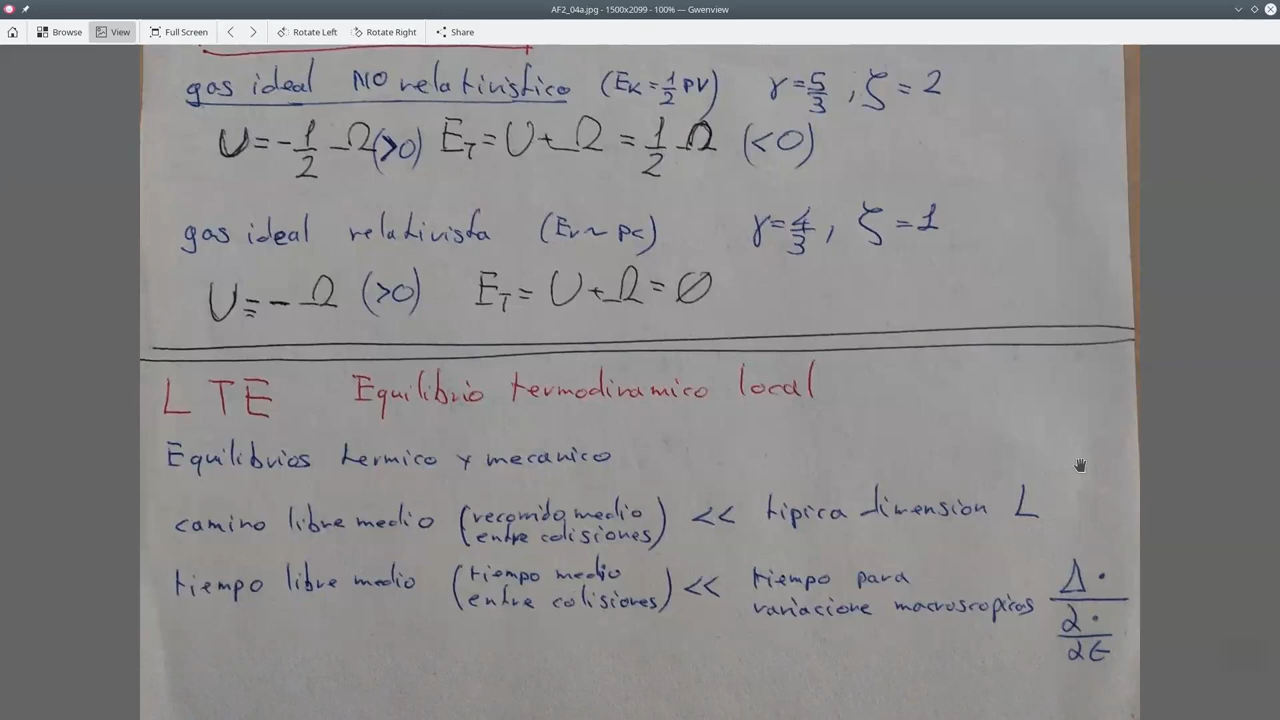 AF2_04a.jpg - 1500x2099 - 100% — Gwenview
Browse View Full Screen Rotate Left Rotate Right Share
gas ideal NO relativistico (Ek = 1/2 pv) γ = 5/3 , ζ = 2
U = - 1/2 Ω (>0) ET = U + Ω = 1/2 Ω (<0)
gas ideal relativista (Ev ~ pc) γ = 4/3 , ζ = 1
U = - Ω (>0) ET = U + Ω = Ø
LTE Equilibrio termodinamico local
Equilibrios termico y mecanico
camino libre medio (recorrido medio entre colisiones) << tipica dimension L
tiempo libre medio (tiempo medio entre colisiones) << tiempo para variacione macroscopicas Δ· / ∂· / ∂t